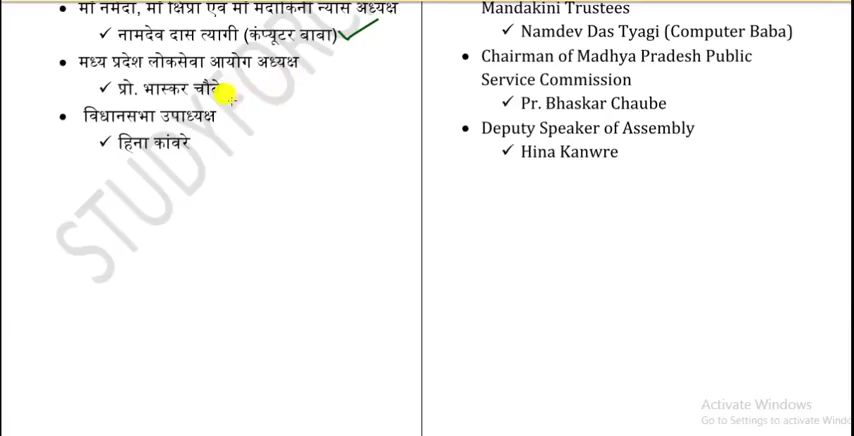 माँ नर्मदा, माँ क्षिप्रा एवं माँ मंदाकिनी न्यास अध्यक्ष
✓ नामदेव दास त्यागी (कंप्यूटर बाबा)
• मध्य प्रदेश लोकसेवा आयोग अध्यक्ष
✓ प्रो. भास्कर चौबे
• विधानसभा उपाध्यक्ष
✓ हिना कांवरे
Mandakini Trustees
✓ Namdev Das Tyagi (Computer Baba)
• Chairman of Madhya Pradesh Public
Service Commission
✓ Pr. Bhaskar Chaube
• Deputy Speaker of Assembly
✓ Hina Kanwre
STUDYFOR
Activate Windows
Go to Settings to activate Windo